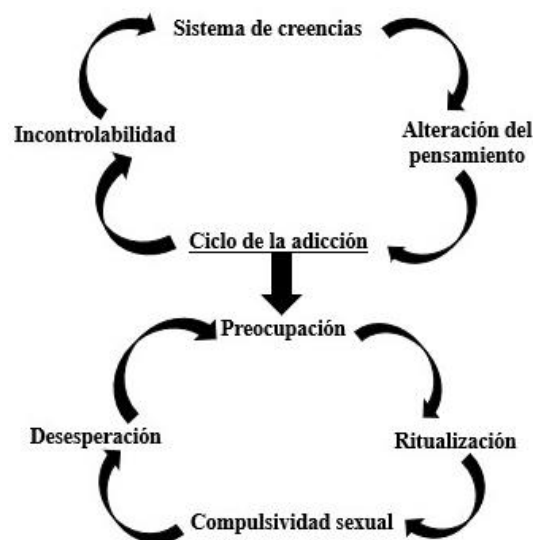 Sistema de creencias
Incontrolabilidad
Alteración del
pensamiento
Ciclo de la adicción
Preocupación
Desesperación
Ritualización
Compulsividad sexual